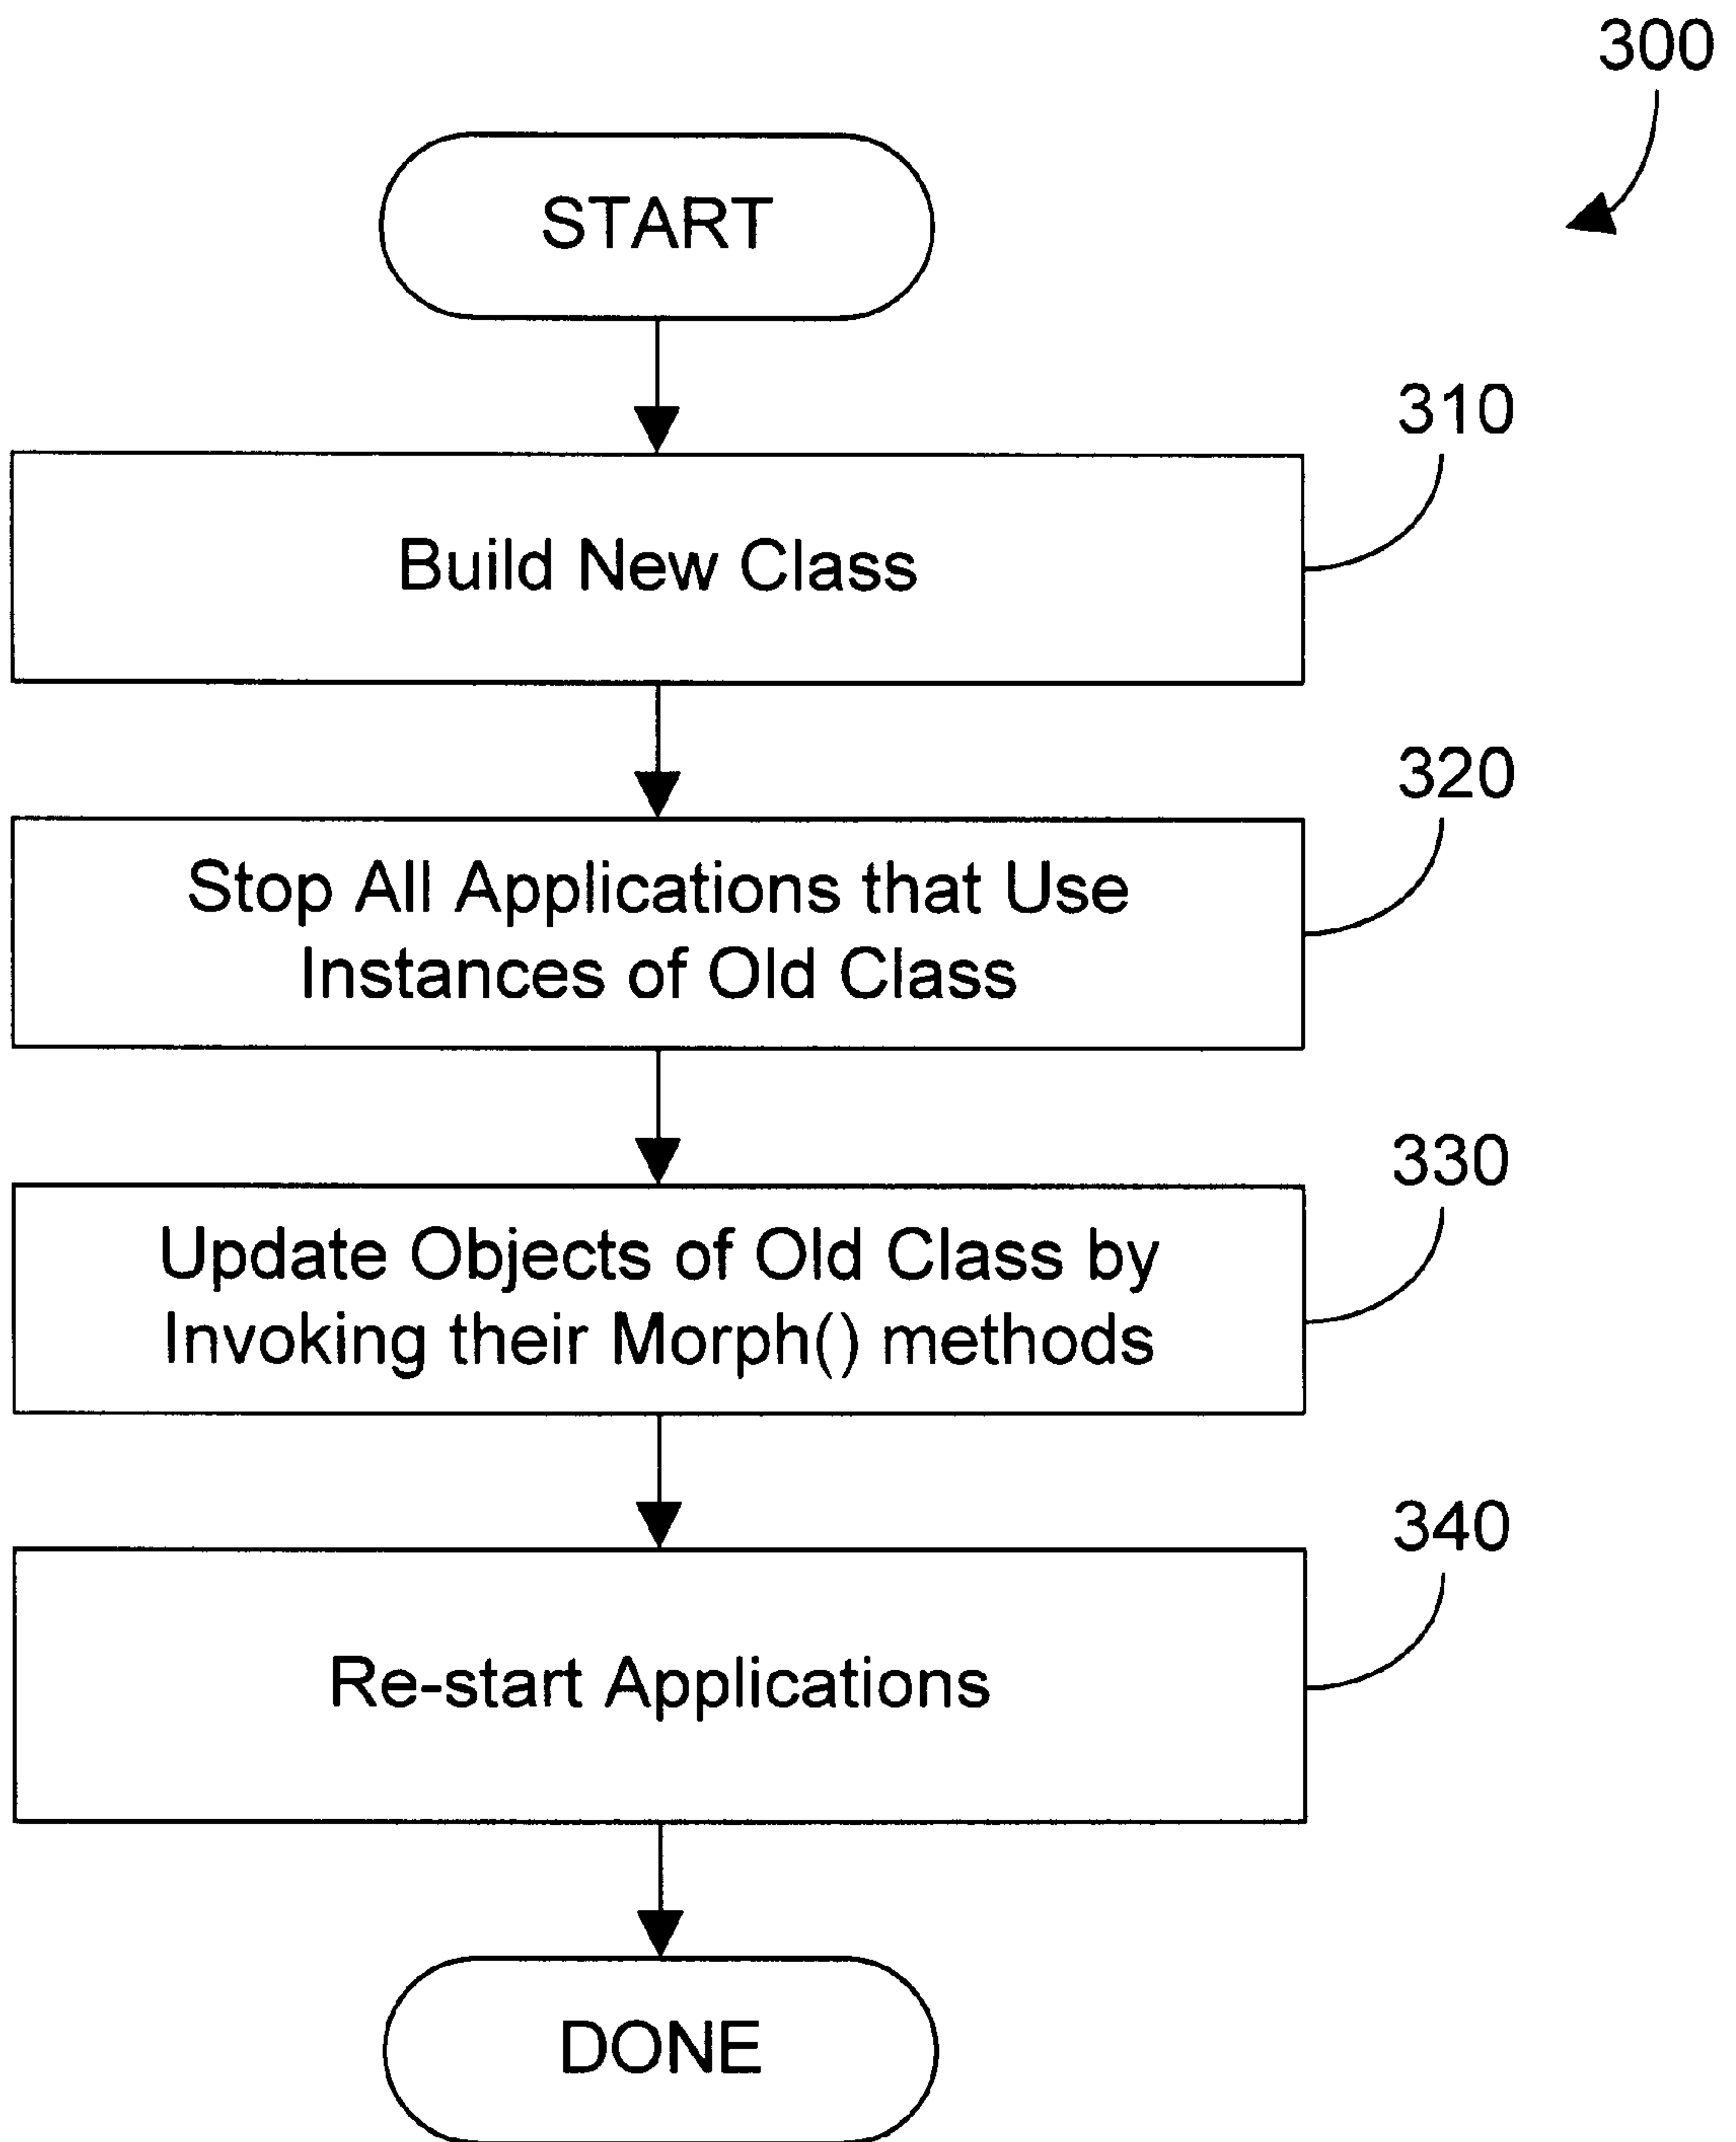 300
START
310
Build New Class
320
Stop All Applications that Use
Instances of Old Class
330
Update Objects of Old Class by
Invoking their Morph() methods
340
Re-start Applications
DONE